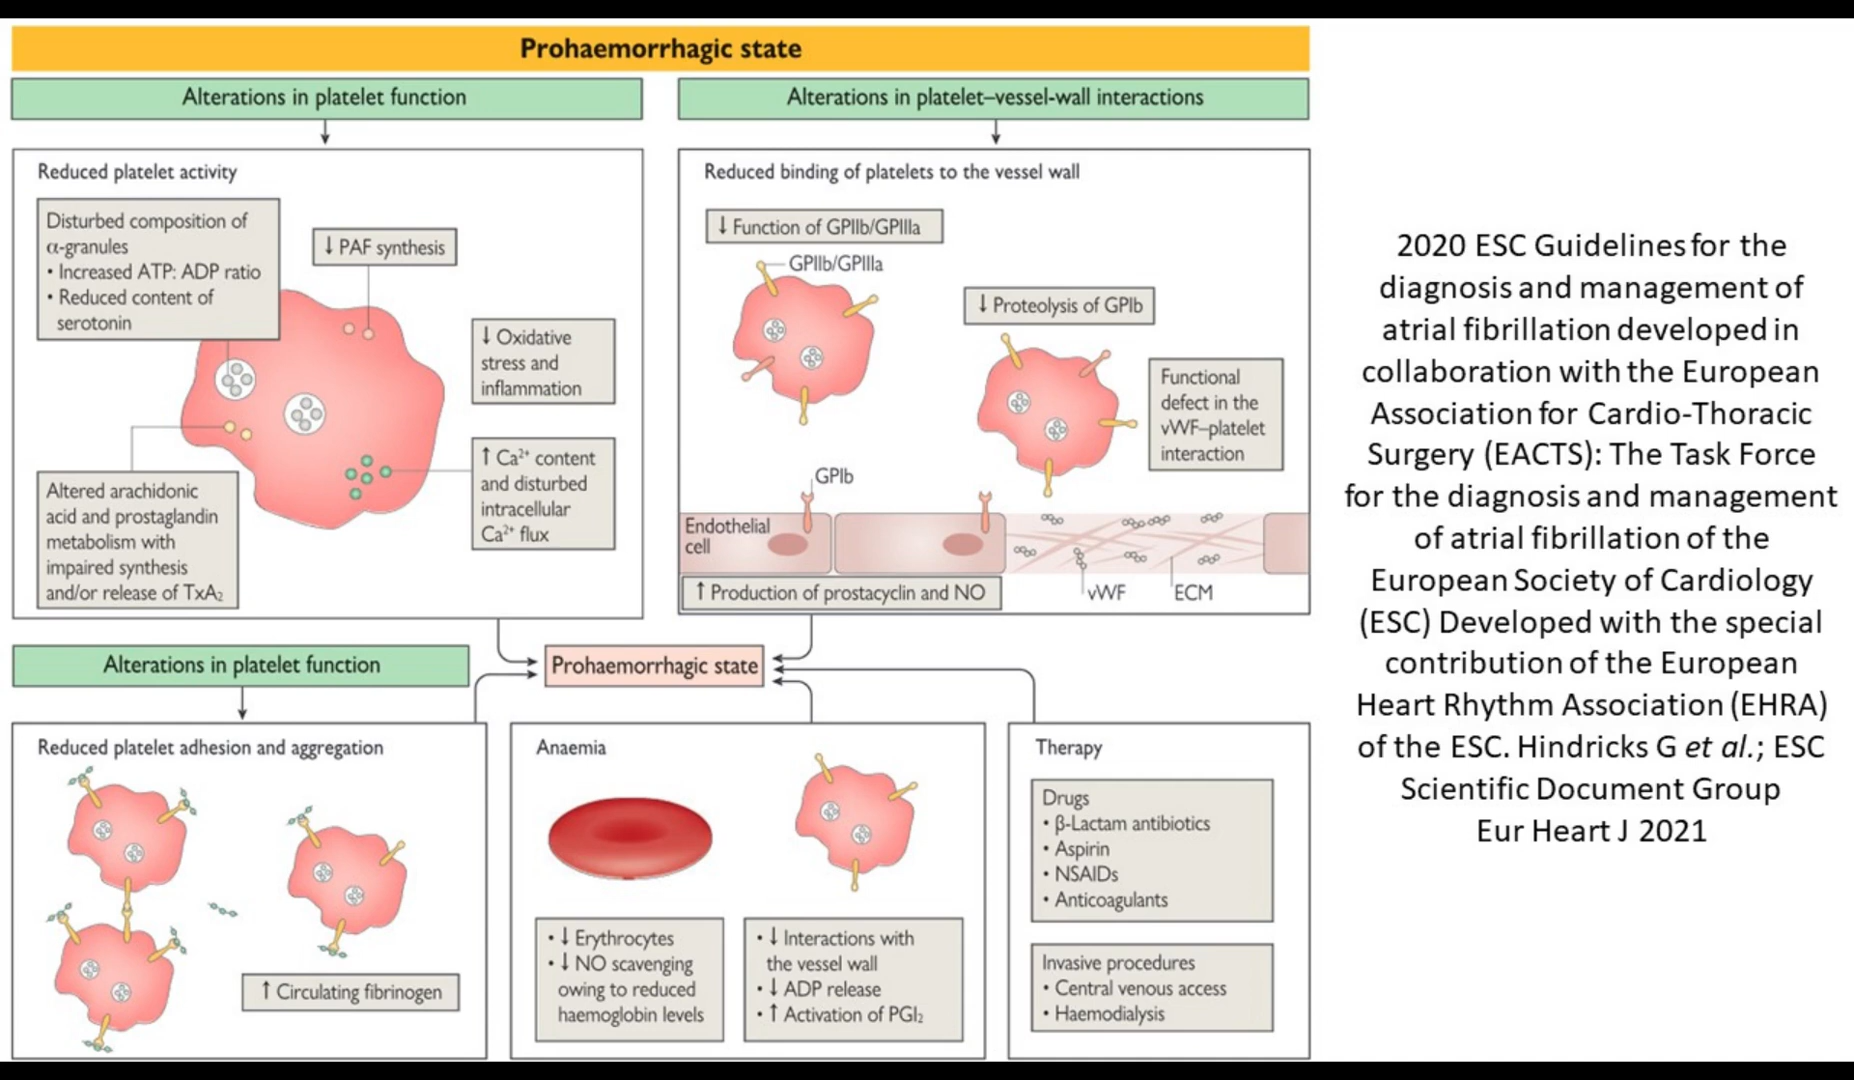 Prohaemorrhagic state
Alterations in platelet function
Reduced platelet activity
Disturbed composition of
α-granules
• Increased ATP: ADP ratio
• Reduced content of
serotonin
↓ PAF synthesis
↓ Oxidative
stress and
inflammation
↑ Ca²⁺ content
and disturbed
intracellular
Ca²⁺ flux
Altered arachidonic
acid and prostaglandin
metabolism with
impaired synthesis
and/or release of TxA₂
Alterations in platelet–vessel-wall interactions
Reduced binding of platelets to the vessel wall
↓ Function of GPIIb/GPIIIa
GPIIb/GPIIIa
↓ Proteolysis of GPIb
Functional
defect in the
vWF–platelet
interaction
GPIb
Endothelial
cell
↑ Production of prostacyclin and NO
vWF
ECM
Alterations in platelet function
Prohaemorrhagic state
Reduced platelet adhesion and aggregation
↑ Circulating fibrinogen
Anaemia
• ↓ Erythrocytes
• ↓ NO scavenging
owing to reduced
haemoglobin levels
• ↓ Interactions with
the vessel wall
• ↓ ADP release
• ↑ Activation of PGI₂
Therapy
Drugs
• β-Lactam antibiotics
• Aspirin
• NSAIDs
• Anticoagulants
Invasive procedures
• Central venous access
• Haemodialysis
2020 ESC Guidelines for the
diagnosis and management of
atrial fibrillation developed in
collaboration with the European
Association for Cardio-Thoracic
Surgery (EACTS): The Task Force
for the diagnosis and management
of atrial fibrillation of the
European Society of Cardiology
(ESC) Developed with the special
contribution of the European
Heart Rhythm Association (EHRA)
of the ESC. Hindricks G et al.; ESC
Scientific Document Group
Eur Heart J 2021